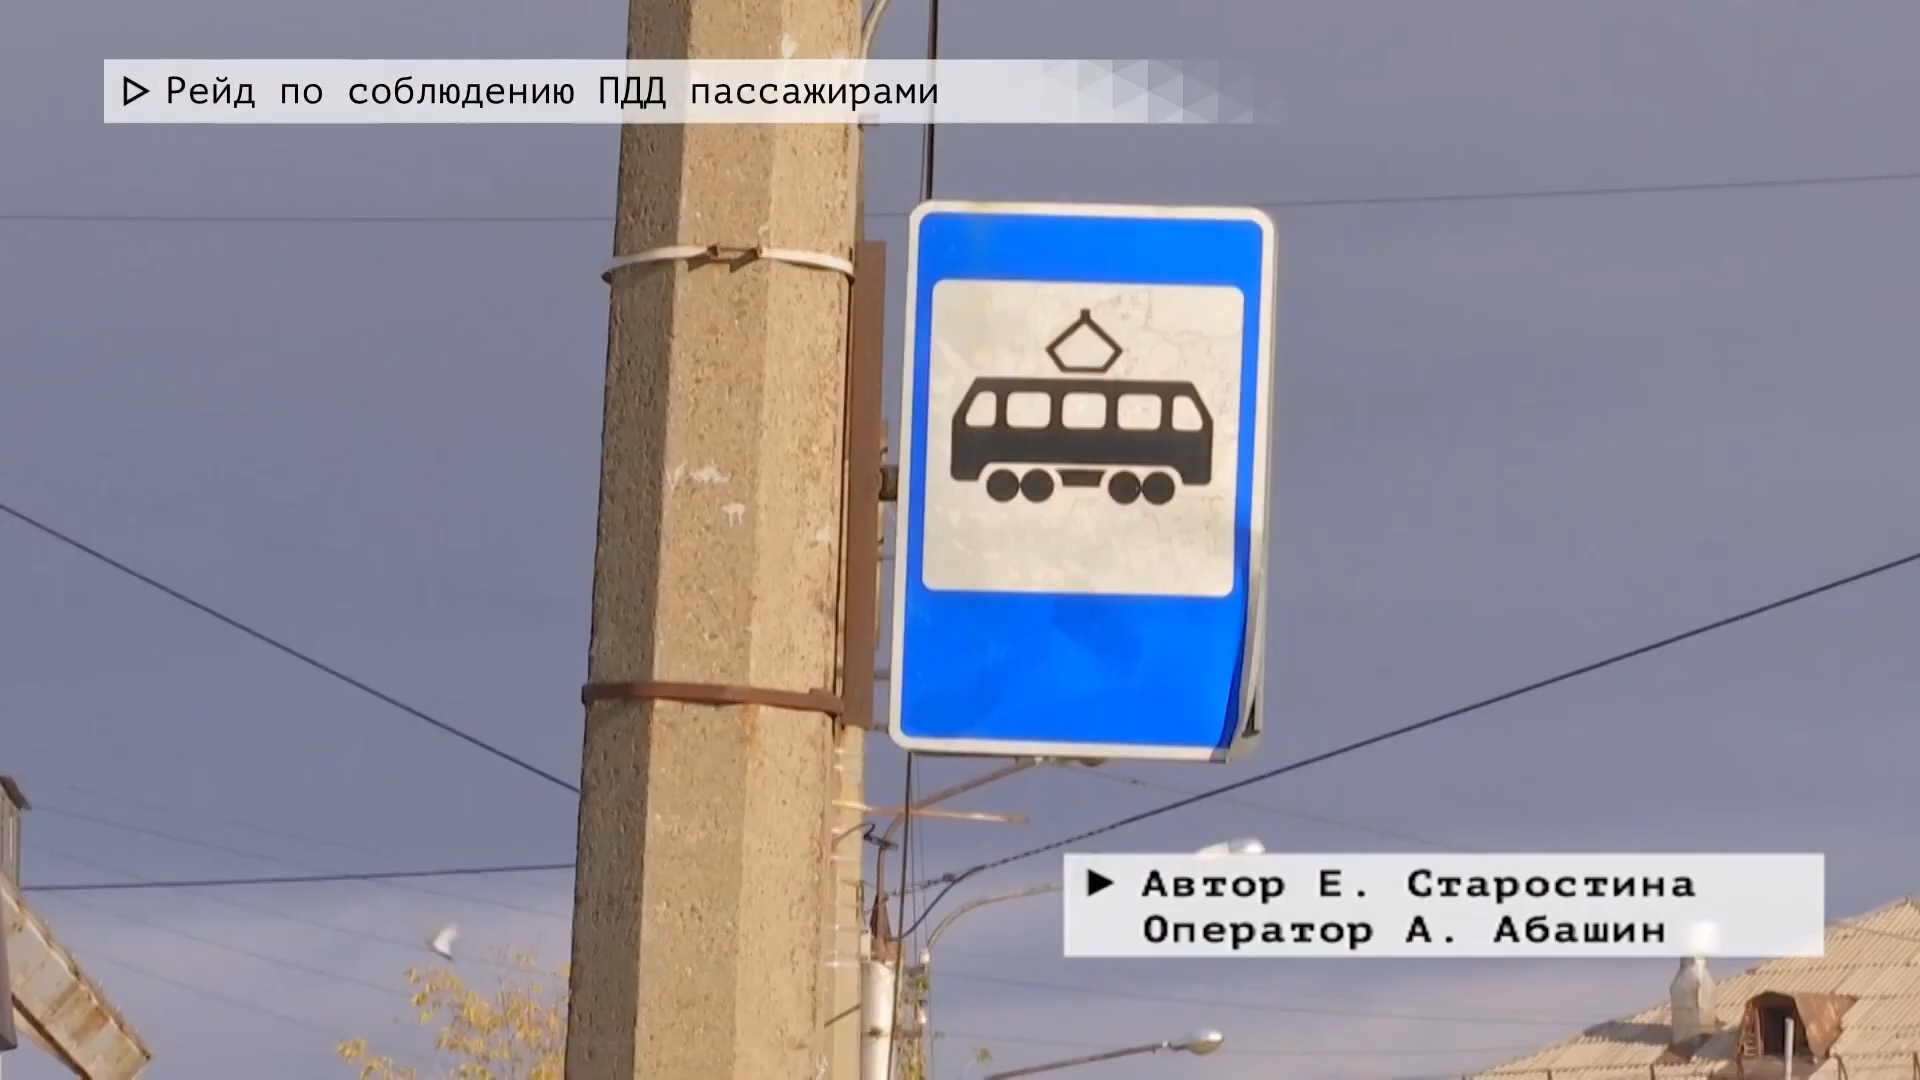 Рейд по соблюдению ПДД пассажирами
Автор Е. Старостина
Оператор А. Абашин